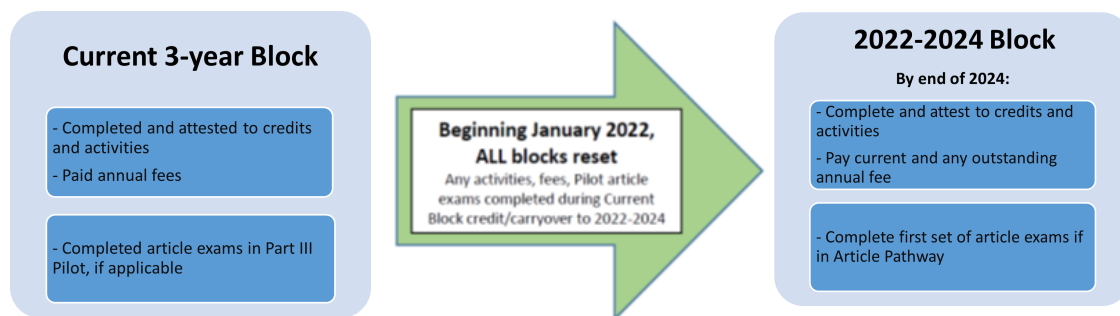 Current 3-year Block
- Completed and attested to credits
and activities
- Paid annual fees
- Completed article exams in Part III
Pilot, if applicable
Beginning January 2022,
ALL blocks reset
Any activities, fees, Pilot article
exams completed during Current
Block credit/carryover to 2022-2024
2022-2024 Block
By end of 2024:
- Complete and attest to credits and
activities
- Pay current and any outstanding
annual fee
- Complete first set of article exams if
in Article Pathway